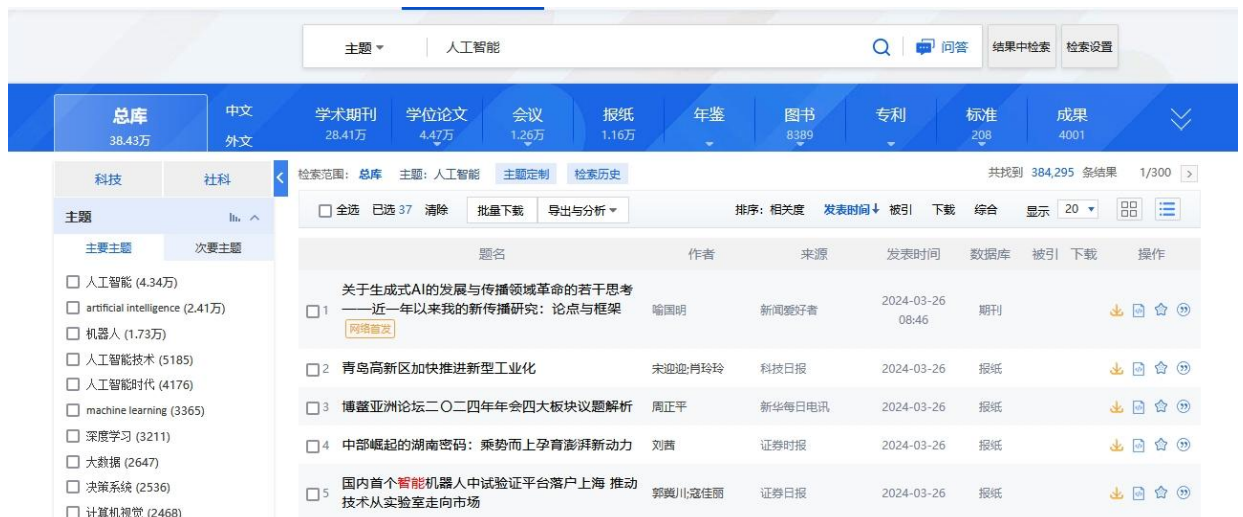 主题 人工智能 问答 结果中检索 检索设置
总库 中文 学术期刊 学位论文 会议 报纸 年鉴 图书 专利 标准 成果
38.43万 外文 28.41万 4.47万 1.26万 1.16万 8389 208 4001
科技 社科 检索范围：总库 主题：人工智能 主题定制 检索历史 共找到 384,295 条结果 1/300
主题 全选 已选 37 清除 批量下载 导出与分析 排序：相关度 发表时间↓ 被引 下载 综合 显示 20
主要主题 次要主题
题名 作者 来源 发表时间 数据库 被引 下载 操作
人工智能 (4.34万)
artificial intelligence (2.41万)
机器人 (1.73万)
人工智能技术 (5185)
人工智能时代 (4176)
machine learning (3365)
深度学习 (3211)
大数据 (2647)
决策系统 (2536)
计算机视觉 (2468)
1 关于生成式AI的发展与传播领域革命的若干思考
——近一年以来我的新传播研究：论点与框架
网络首发
喻国明 新闻爱好者 2024-03-26
08:46
期刊
2 青岛高新区加快推进新型工业化 宋迎迎;肖玲玲 科技日报 2024-03-26 报纸
3 博鳌亚洲论坛二〇二四年年会四大板块议题解析 周正平 新华每日电讯 2024-03-26 报纸
4 中部崛起的湖南密码：乘势而上孕育澎湃新动力 刘茜 证券时报 2024-03-26 报纸
5 国内首个智能机器人中试验证平台落户上海 推动
技术从实验室走向市场
郭冀川;寇佳丽 证券日报 2024-03-26 报纸